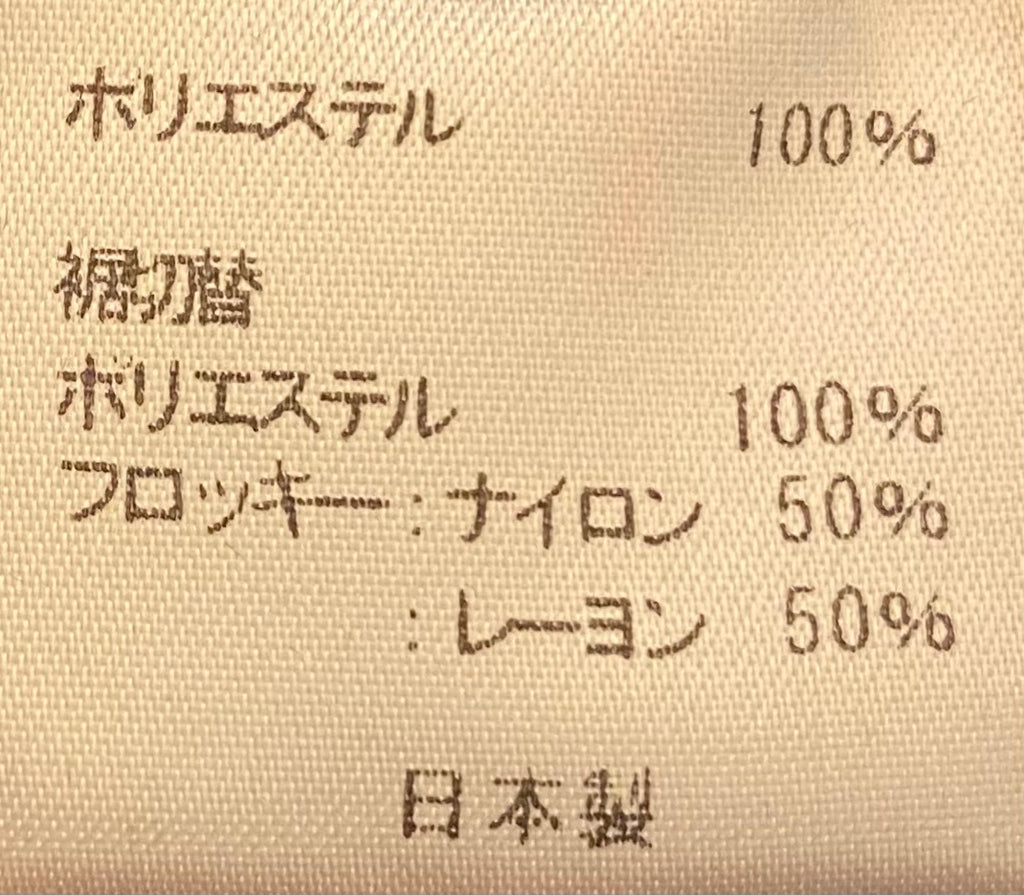 ポリエステル 100%
裾切替
ポリエステル 100%
フロッキー:ナイロン 50%
:レーヨン 50%
日本製